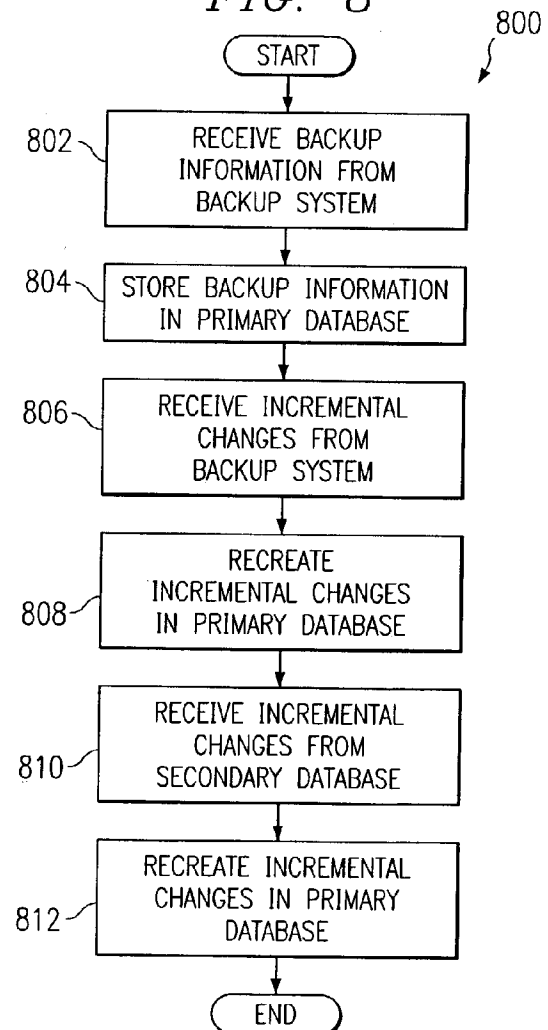 FIG. 8
800
START
802
RECEIVE BACKUP
INFORMATION FROM
BACKUP SYSTEM
804
STORE BACKUP INFORMATION
IN PRIMARY DATABASE
806
RECEIVE INCREMENTAL
CHANGES FROM
BACKUP SYSTEM
808
RECREATE
INCREMENTAL CHANGES
IN PRIMARY DATABASE
810
RECEIVE INCREMENTAL
CHANGES FROM
SECONDARY DATABASE
812
RECREATE INCREMENTAL
CHANGES IN PRIMARY
DATABASE
END